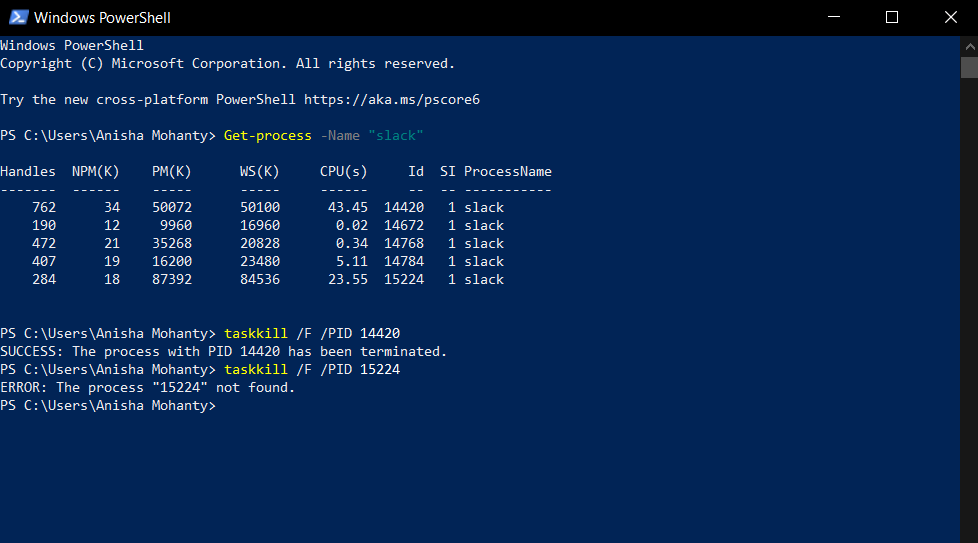 Windows PowerShell
Windows PowerShell
Copyright (C) Microsoft Corporation. All rights reserved.
Try the new cross-platform PowerShell https://aka.ms/pscore6
PS C:\Users\Anisha Mohanty> Get-process -Name "slack"
Handles  NPM(K)    PM(K)      WS(K)     CPU(s)     Id  SI ProcessName
-------  ------    -----      -----     ------     --  -- -----------
    762      34    50072      50100      43.45  14420   1 slack
    190      12     9960      16960       0.02  14672   1 slack
    472      21    35268      20828       0.34  14768   1 slack
    407      19    16200      23480       5.11  14784   1 slack
    284      18    87392      84536      23.55  15224   1 slack
PS C:\Users\Anisha Mohanty> taskkill /F /PID 14420
SUCCESS: The process with PID 14420 has been terminated.
PS C:\Users\Anisha Mohanty> taskkill /F /PID 15224
ERROR: The process "15224" not found.
PS C:\Users\Anisha Mohanty>